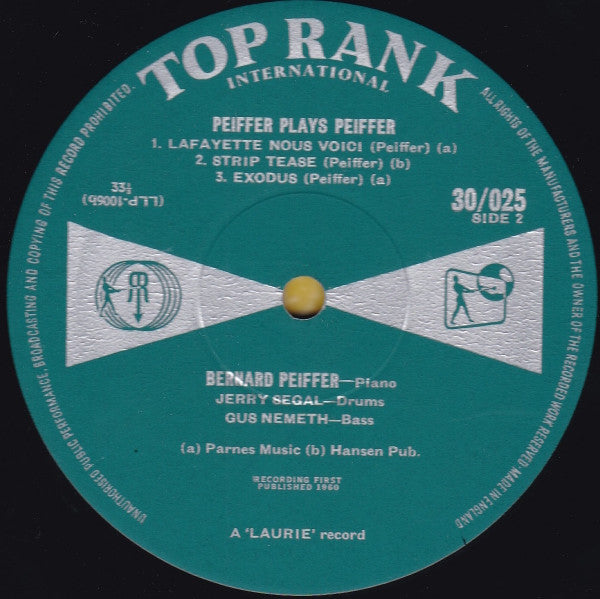 TOP RANK
INTERNATIONAL
PEIFFER PLAYS PEIFFER
1. LAFAYETTE NOUS VOICI (Peiffer) (a)
2. STRIP TEASE (Peiffer) (b)
3. EXODUS (Peiffer) (a)
(LLP-1006b)
33⅓
30/025
SIDE 2
BERNARD PEIFFER—Piano
JERRY SEGAL—Drums
GUS NEMETH—Bass
(a) Parnes Music (b) Hansen Pub.
RECORDING FIRST
PUBLISHED 1960
A 'LAURIE' record
UNAUTHORISED PUBLIC PERFORMANCE, BROADCASTING AND COPYING OF THIS RECORD PROHIBITED.
ALL RIGHTS OF THE MANUFACTURERS AND THE OWNER OF THE RECORDED WORK RESERVED. MADE IN ENGLAND